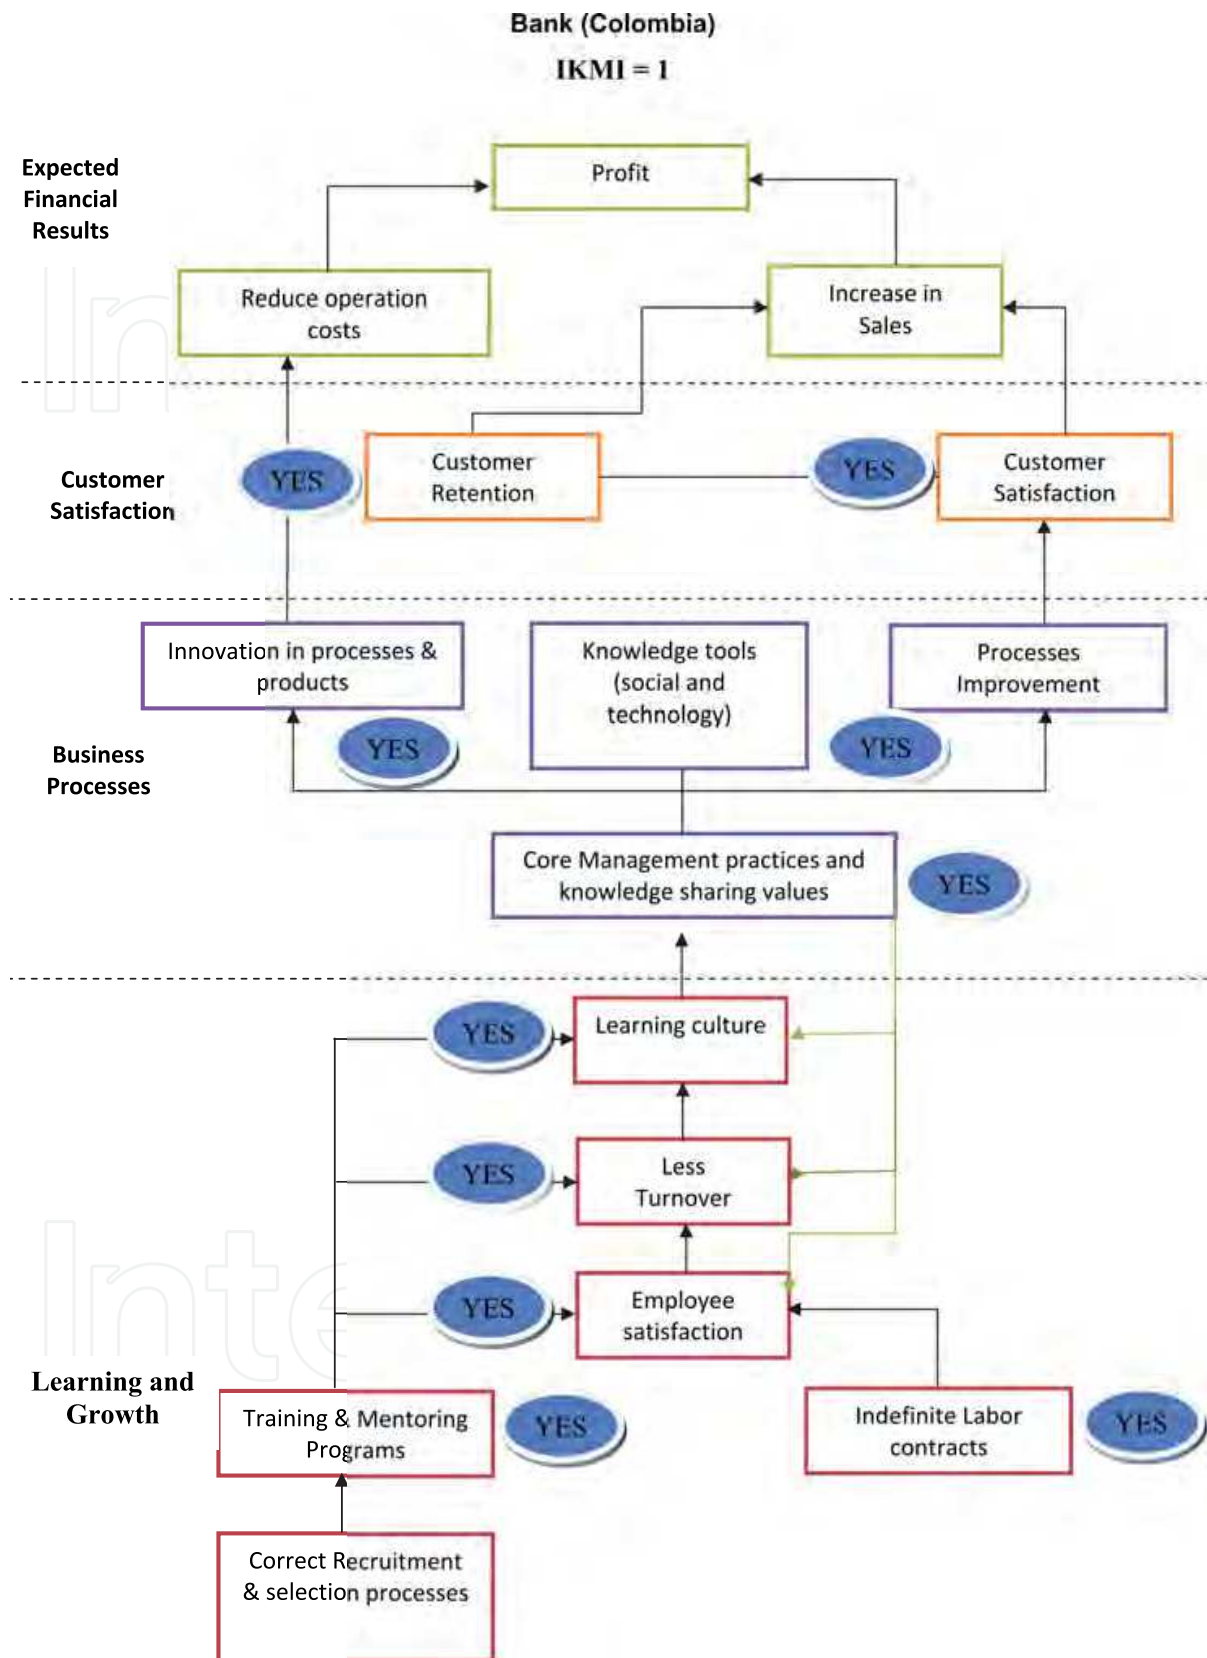 Bank (Colombia)
IKMI = 1
Expected
Financial
Results
Profit
Reduce operation
costs
Increase in
Sales
Customer
Satisfaction
YES
Customer
Retention
YES
Customer
Satisfaction
Innovation in processes &
products
Knowledge tools
(social and
technology)
Processes
Improvement
Business
Processes
YES
YES
Core Management practices and
knowledge sharing values
YES
YES
Learning culture
YES
Less
Turnover
YES
Employee
satisfaction
Learning and
Growth
Training & Mentoring
Programs
YES
Indefinite Labor
contracts
YES
Correct Recruitment
& selection processes
In
Inte